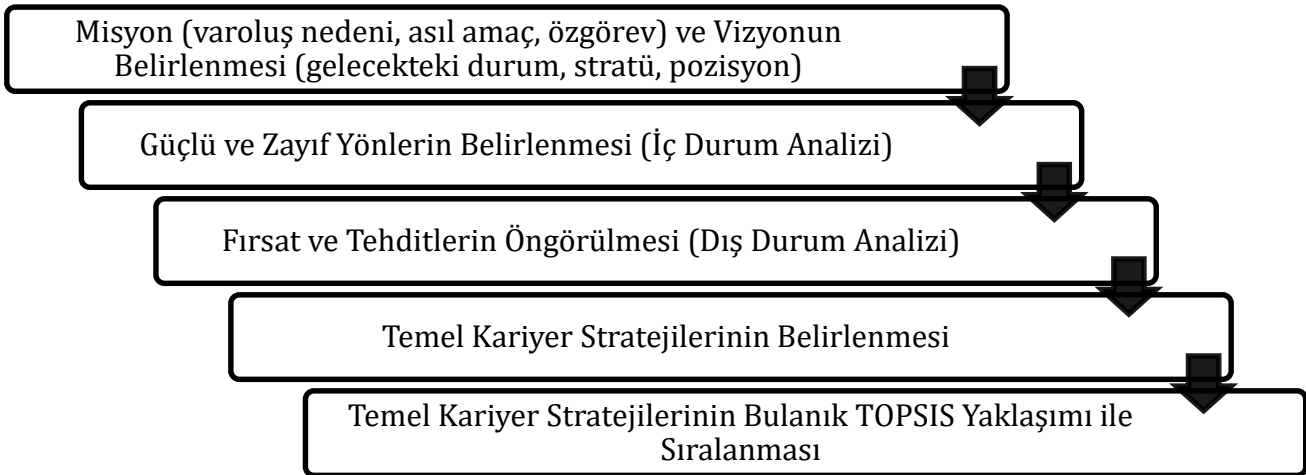 Misyon (varoluş nedeni, asıl amaç, özgörev) ve Vizyonun
Belirlenmesi (gelecekteki durum, stratü, pozisyon)
Güçlü ve Zayıf Yönlerin Belirlenmesi (İç Durum Analizi)
Fırsat ve Tehditlerin Öngörülmesi (Dış Durum Analizi)
Temel Kariyer Stratejilerinin Belirlenmesi
Temel Kariyer Stratejilerinin Bulanık TOPSIS Yaklaşımı ile
Sıralanması